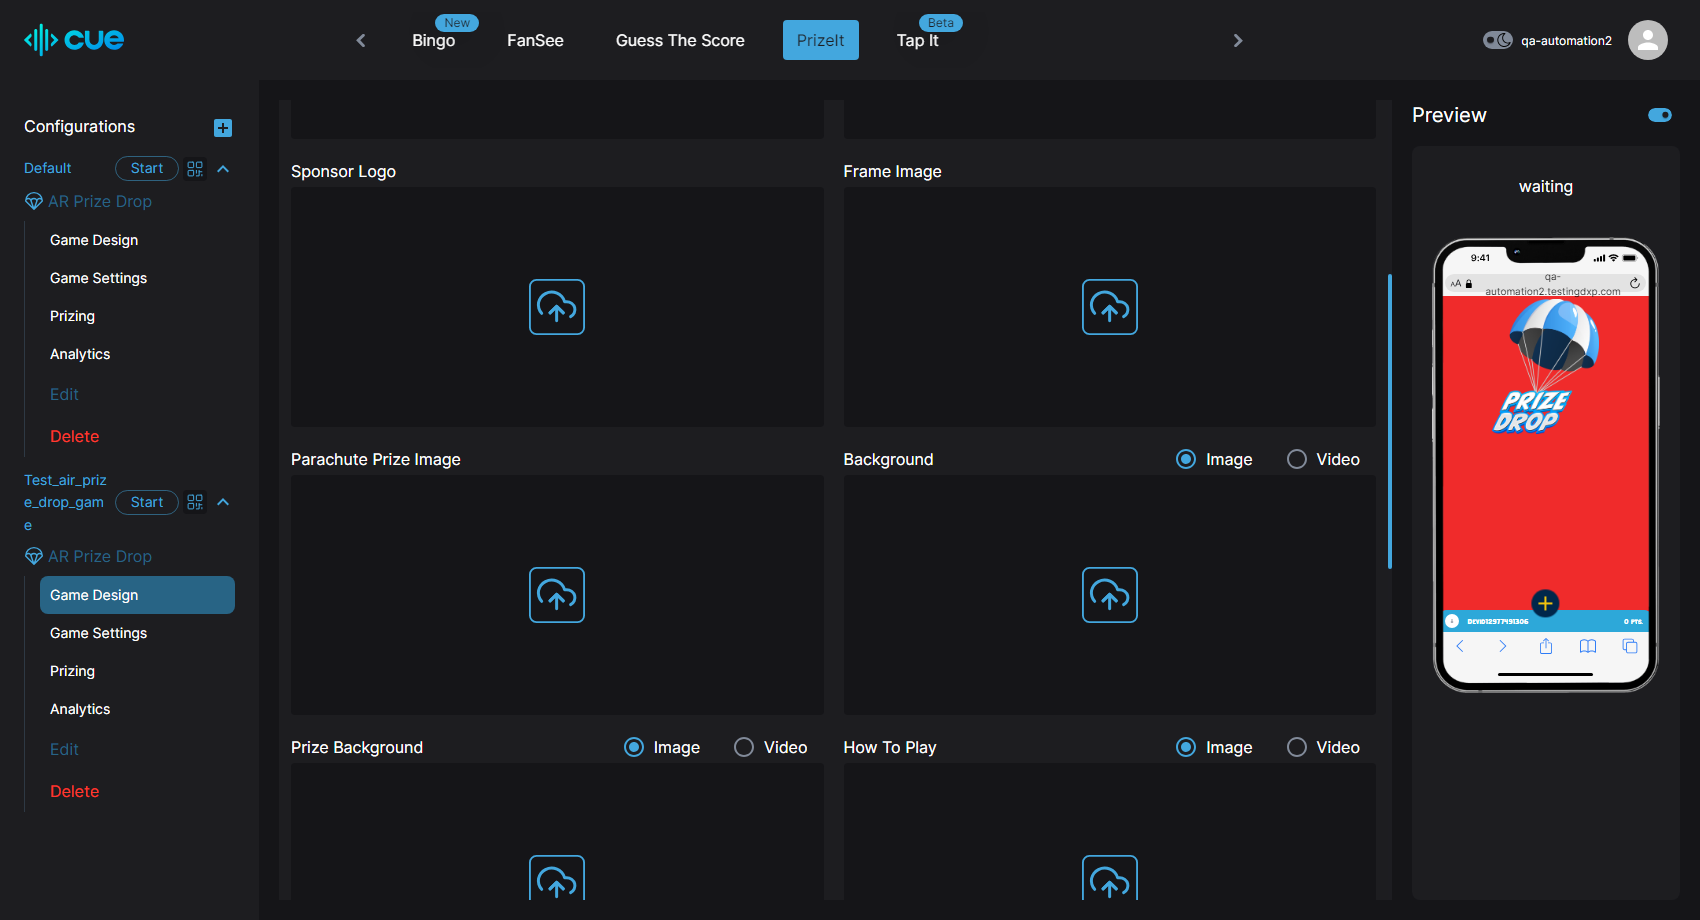 cue
New
Bingo
FanSee
Guess The Score
PrizeIt
Beta
Tap It
qa-automation2
Configurations
Default
Start
AR Prize Drop
Game Design
Game Settings
Prizing
Analytics
Edit
Delete
Test_air_priz
e_drop_gam
e
Start
AR Prize Drop
Game Design
Game Settings
Prizing
Analytics
Edit
Delete
Sponsor Logo
Frame Image
Parachute Prize Image
Background
Image
Video
Prize Background
Image
Video
How To Play
Image
Video
Preview
waiting
9:41
AA
qa-
automation2.testingdxp.com
PRIZE
DROP
0 PTS.